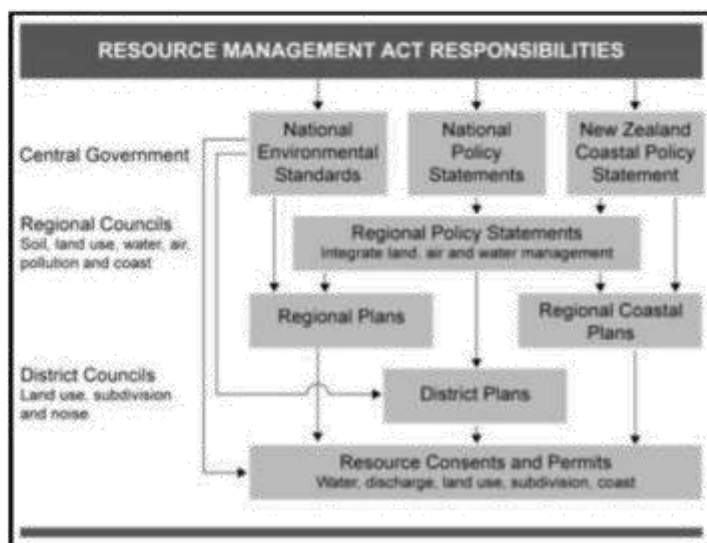 RESOURCE MANAGEMENT ACT RESPONSIBILITIES
Central Government
National
Environmental
Standards
National
Policy
Statements
New Zealand
Coastal Policy
Statement
Regional Councils
Soil, land use, water, air,
pollution and coast
Regional Policy Statements
Integrate land, air and water management
Regional Plans
Regional Coastal
Plans
District Councils
Land use, subdivision
and noise
District Plans
Resource Consents and Permits
Water, discharge, land use, subdivision, coast